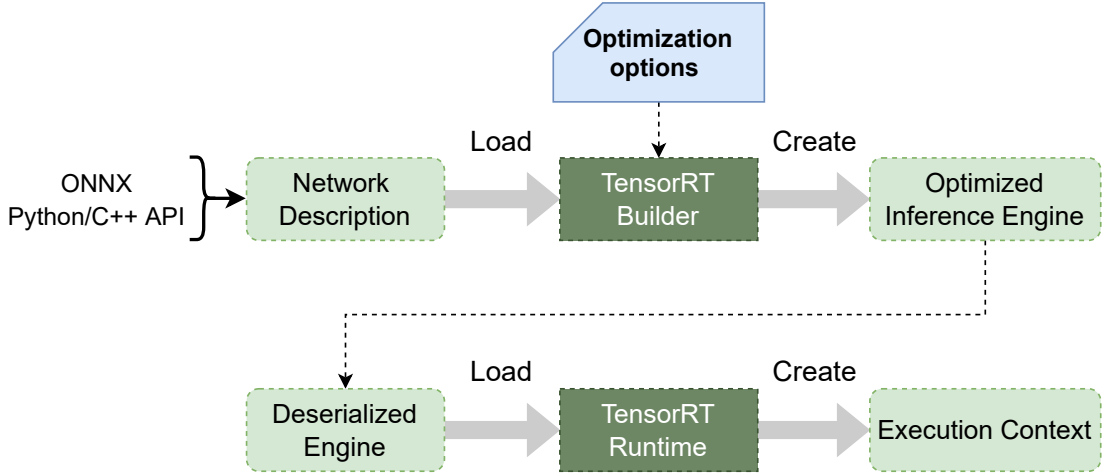 Optimization
options
Load
Create
ONNX
Python/C++ API
Network
Description
TensorRT
Builder
Optimized
Inference Engine
Load
Create
Deserialized
Engine
TensorRT
Runtime
Execution Context